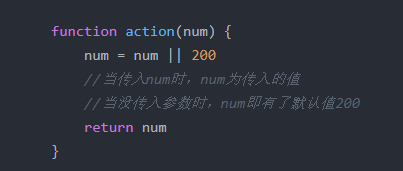 function action(num) {
num = num || 200
//当传入num时，num为传入的值
//当没传入参数时，num即有了默认值200
return num
}